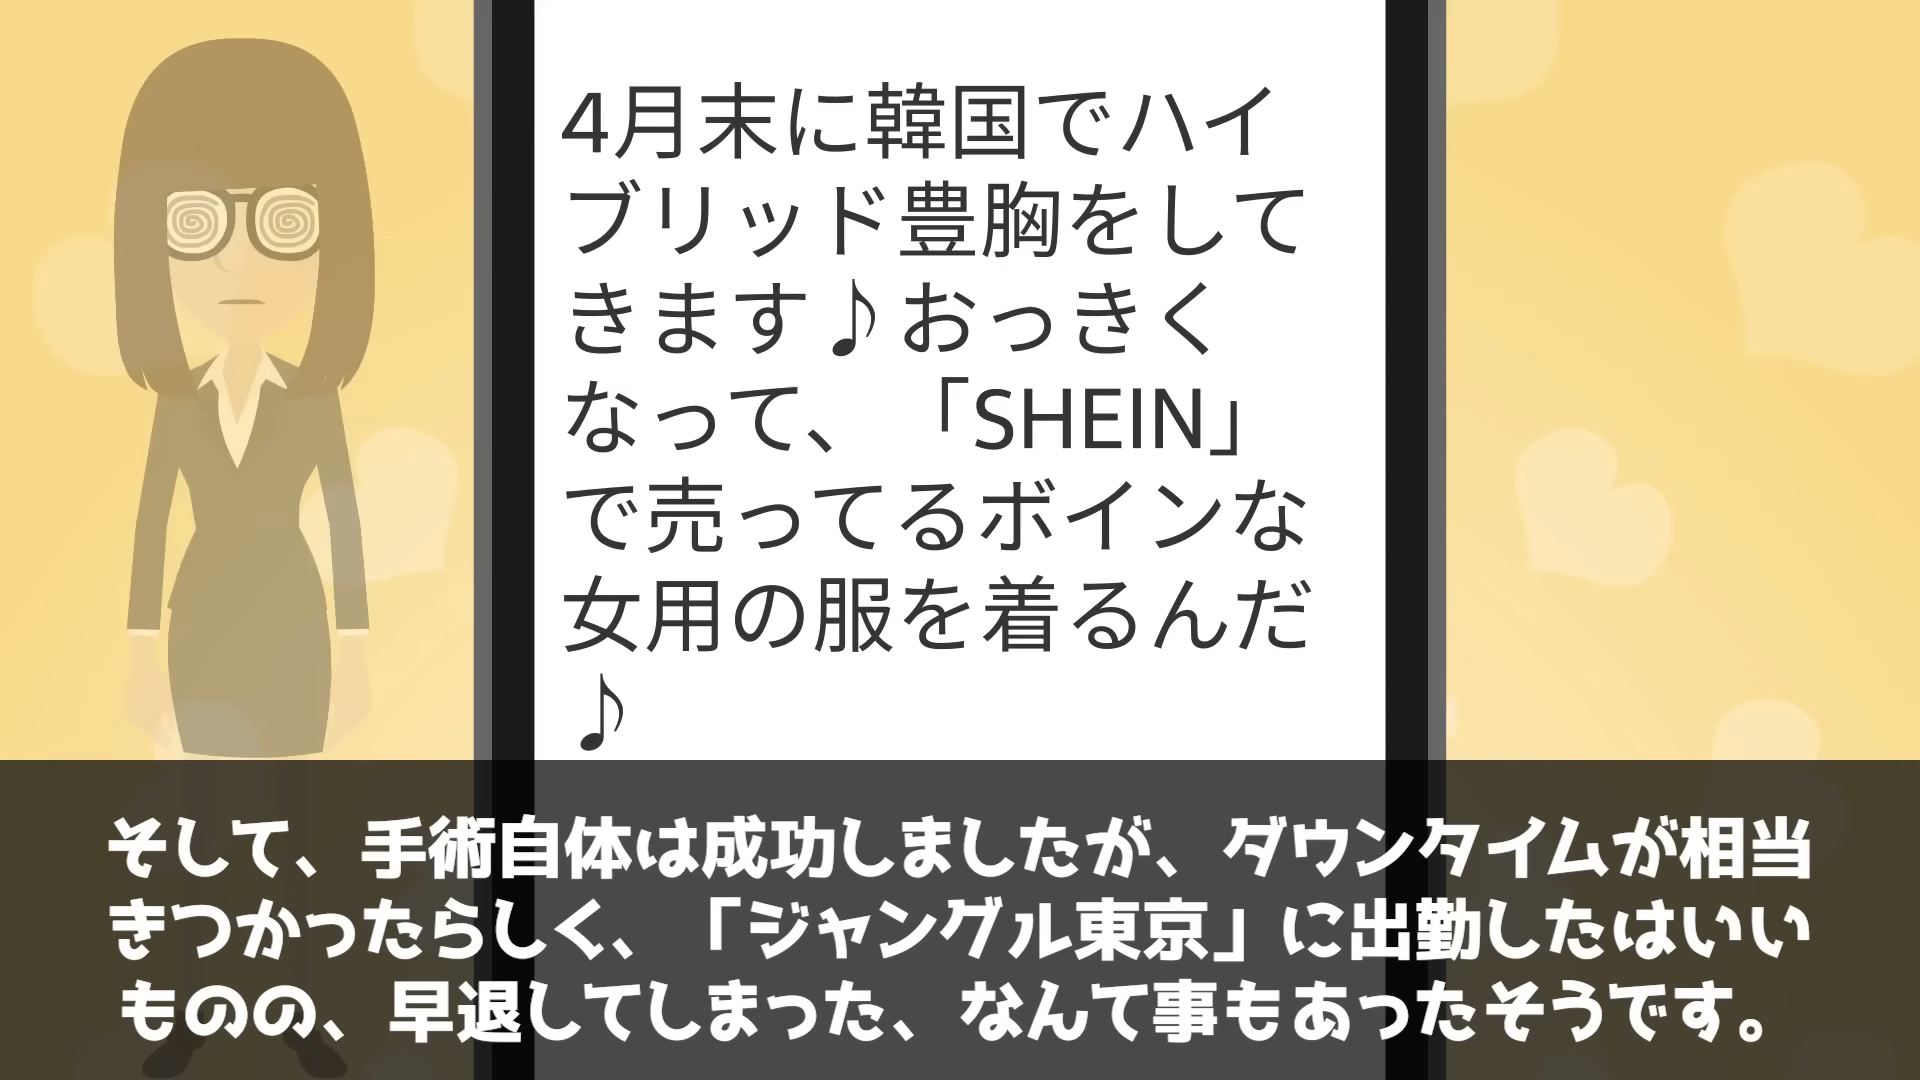 4月末に韓国でハイ
ブリッド豊胸をして
きます♪おっきく
なって、「SHEIN」
で売ってるボインな
女用の服を着るんだ
♪
そして、手術自体は成功しましたが、ダウンタイムが相当
きつかったらしく、「ジャングル東京」に出勤したはいい
ものの、早退してしまった、なんて事もあったそうです。